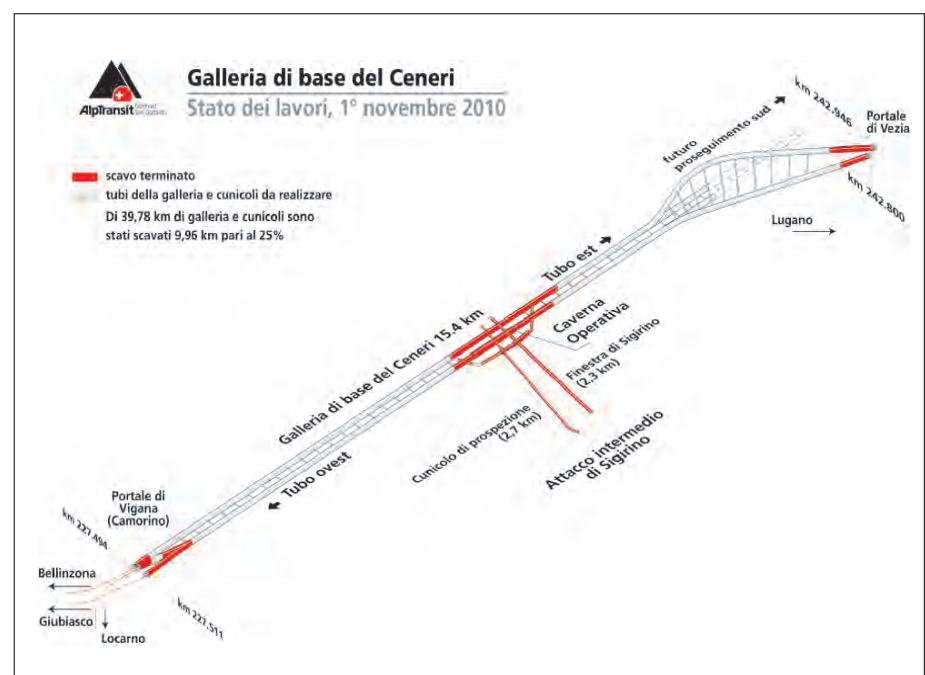 AlpTransit
Galleria di base del Ceneri
Stato dei lavori, 1° novembre 2010
scavo terminato
tubi della galleria e cunicoli da realizzare
Di 39,78 km di galleria e cunicoli sono
stati scavati 9,96 km pari al 25%
km 242.946
Portale
di Vezia
futuro
proseguimento sud
km 242.800
Lugano
Tubo est
Galleria di base del Ceneri 15.4 km
Caverna
Operativa
Finestra di Sigirino
(2,3 km)
Cunicolo di prospezione
(2,7 km)
Attacco intermedio
di Sigirino
Tubo ovest
Portale di
Vigana
(Camorino)
km 227.494
Bellinzona
Giubiasco
Locarno
km 227.511